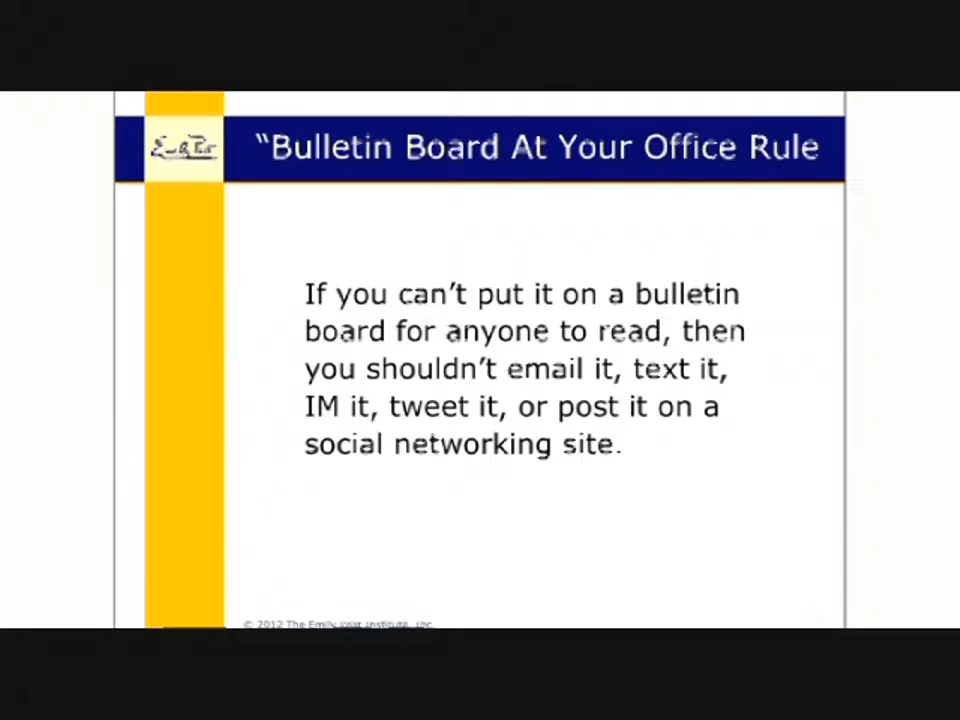 “Bulletin Board At Your Office Rule
If you can’t put it on a bulletin
board for anyone to read, then
you shouldn’t email it, text it,
IM it, tweet it, or post it on a
social networking site.
© 2012 The Emily Post Institute, Inc.